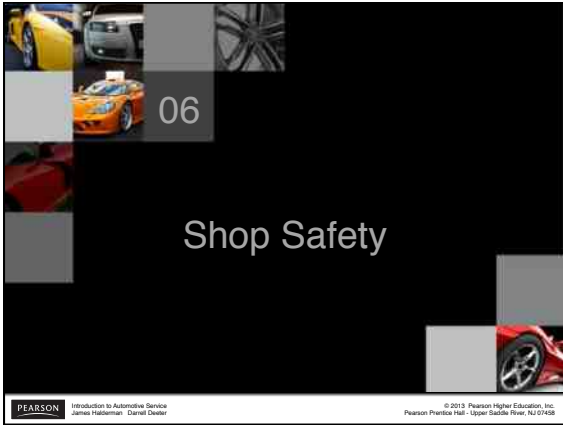 06
Shop Safety
PEARSON
Introduction to Automotive Service
James Halderman Darrell Deeter
© 2013 Pearson Higher Education, Inc.
Pearson Prentice Hall - Upper Saddle River, NJ 07458